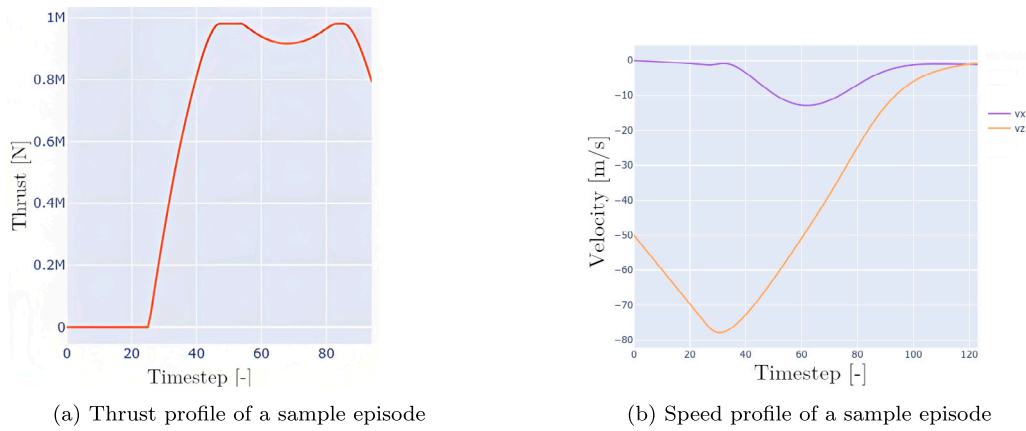 1M
0.8M
0.6M
0.4M
0.2M
0
Thrust [N]
0 20 40 60 80
Timestep [-]
(a) Thrust profile of a sample episode
0
−10
−20
−30
−40
−50
−60
−70
−80
Velocity [m/s]
0 20 40 60 80 100 120
Timestep [-]
vx
vz
(b) Speed profile of a sample episode